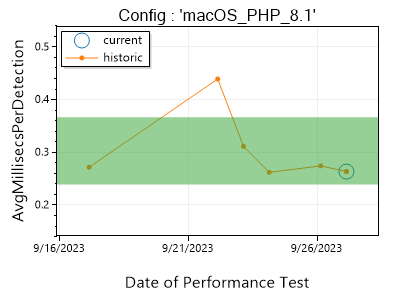 Config : 'macOS_PHP_8.1'
current
historic
AvgMillisecsPerDetection
0.5
0.4
0.3
0.2
9/16/2023
9/21/2023
9/26/2023
Date of Performance Test